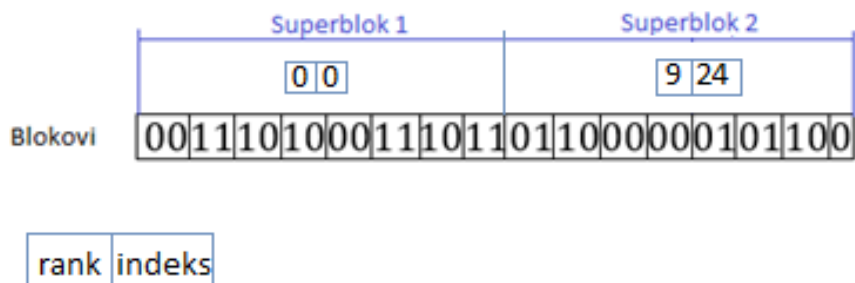 Superblok 1 Superblok 2
0 0 9 24
Blokovi 00 11 10 10 00 11 10 11 01 10 00 00 01 01 10 0
rank indeks